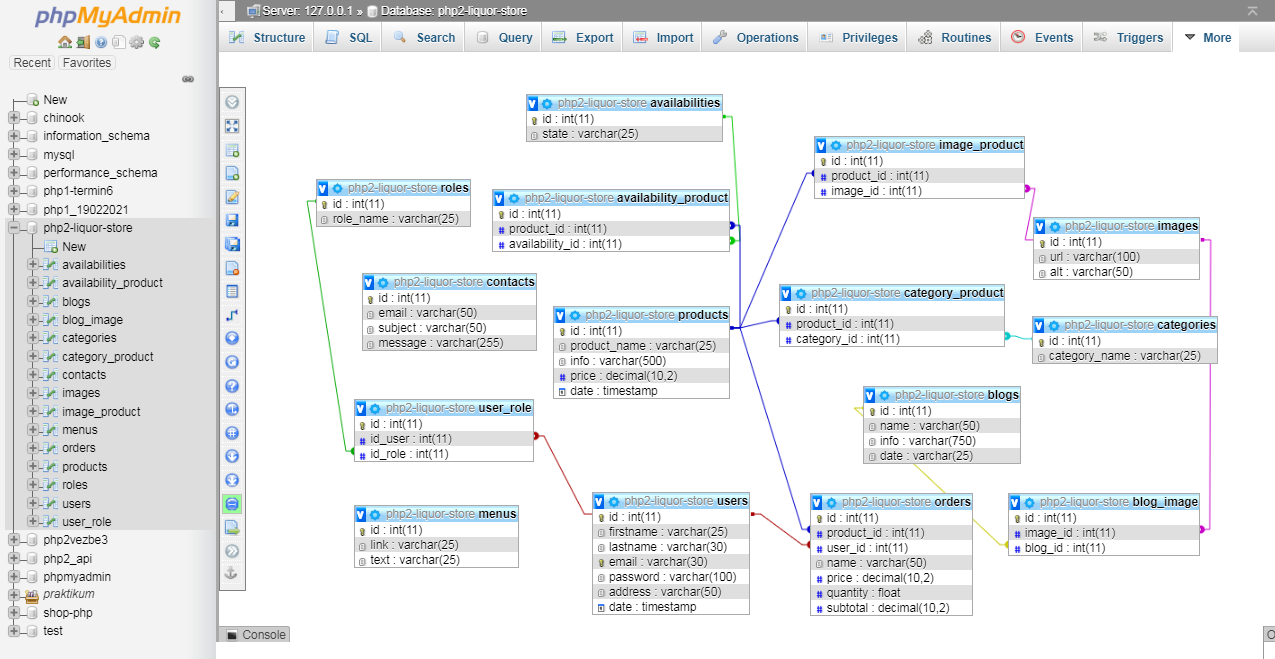 phpMyAdmin
Recent Favorites
New
chinook
information_schema
mysql
performance_schema
php1-termin6
php1_19022021
php2-liquor-store
New
availabilities
availability_product
blogs
blog_image
categories
category_product
contacts
images
image_product
menus
orders
products
roles
users
user_role
php2vezbe3
php2_api
phpmyadmin
praktikum
shop-php
test
Server: 127.0.0.1 » Database: php2-liquor-store
Structure SQL Search Query Export Import Operations Privileges Routines Events Triggers More
php2-liquor-store availabilities
id : int(11)
state : varchar(25)
php2-liquor-store image_product
id : int(11)
product_id : int(11)
image_id : int(11)
php2-liquor-store roles
id : int(11)
role_name : varchar(25)
php2-liquor-store availability_product
id : int(11)
product_id : int(11)
availability_id : int(11)
php2-liquor-store images
id : int(11)
url : varchar(100)
alt : varchar(50)
php2-liquor-store contacts
id : int(11)
email : varchar(50)
subject : varchar(50)
message : varchar(255)
php2-liquor-store products
id : int(11)
product_name : varchar(25)
info : varchar(500)
price : decimal(10,2)
date : timestamp
php2-liquor-store category_product
id : int(11)
product_id : int(11)
category_id : int(11)
php2-liquor-store categories
id : int(11)
category_name : varchar(25)
php2-liquor-store blogs
id : int(11)
name : varchar(50)
info : varchar(750)
date : varchar(25)
php2-liquor-store user_role
id : int(11)
id_user : int(11)
id_role : int(11)
php2-liquor-store menus
id : int(11)
link : varchar(25)
text : varchar(25)
php2-liquor-store users
id : int(11)
firstname : varchar(25)
lastname : varchar(30)
email : varchar(30)
password : varchar(100)
address : varchar(50)
date : timestamp
php2-liquor-store orders
id : int(11)
product_id : int(11)
user_id : int(11)
name : varchar(50)
price : decimal(10,2)
quantity : float
subtotal : decimal(10,2)
php2-liquor-store blog_image
id : int(11)
image_id : int(11)
blog_id : int(11)
Console